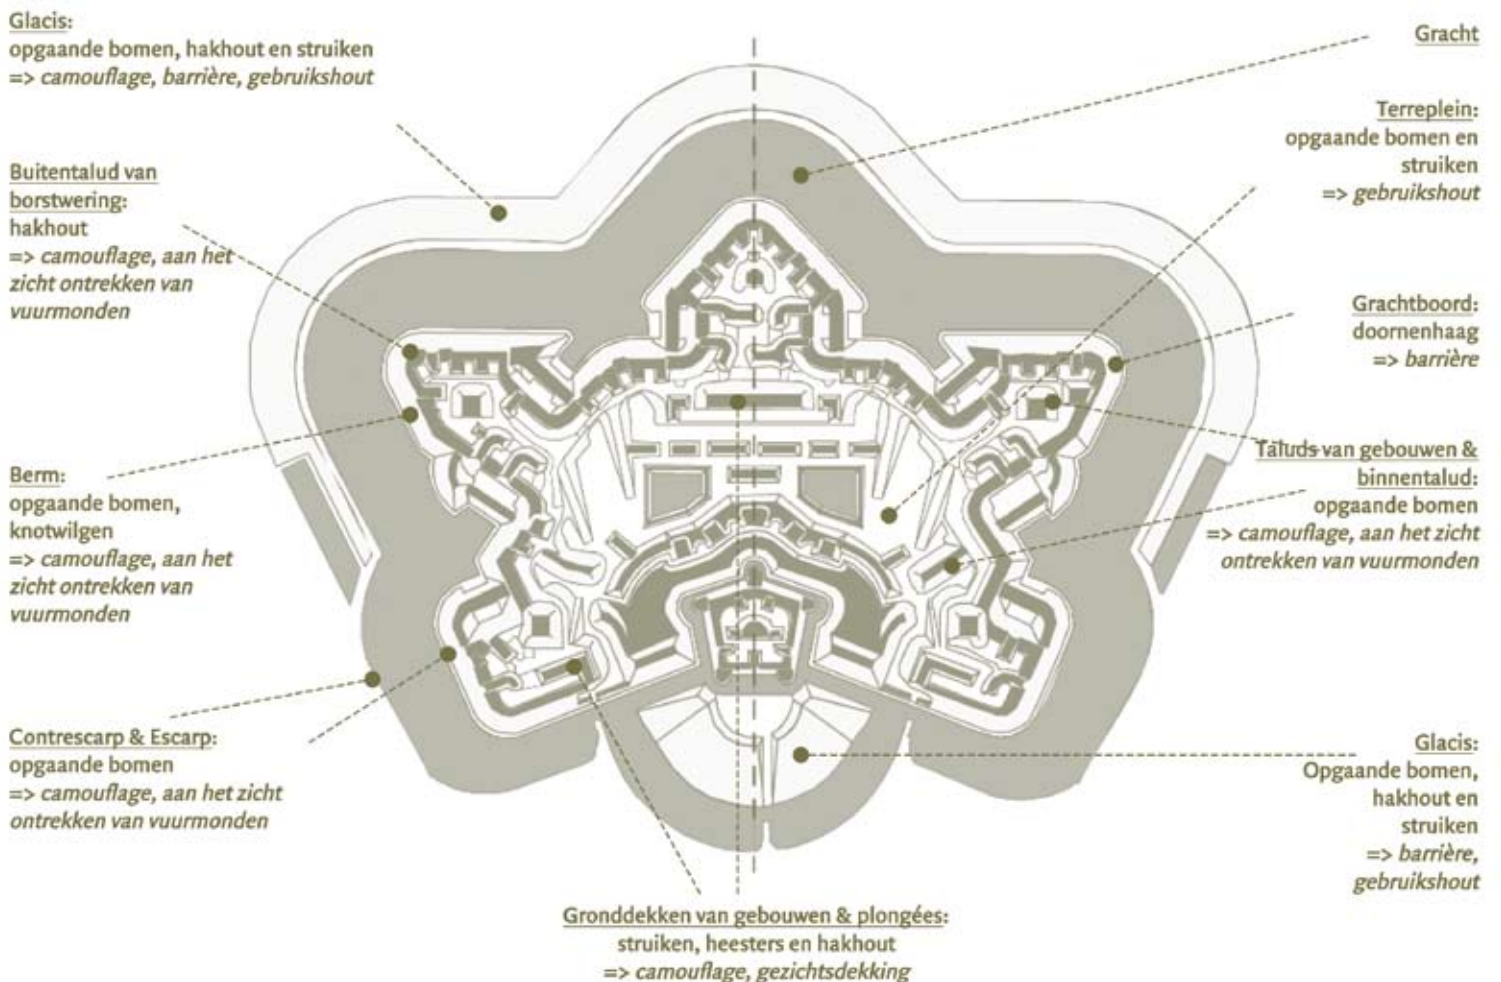 Glacis:
opgaande bomen, hakhout en struiken
=> camouflage, barrière, gebruikshout
Buitentalud van
borstwering:
hakhout
=> camouflage, aan het
zicht ontrekken van
vuurmonden
Berm:
opgaande bomen,
knotwilgen
=> camouflage, aan het
zicht ontrekken van
vuurmonden
Contrescarp & Escarp:
opgaande bomen
=> camouflage, aan het zicht
ontrekken van vuurmonden
Gronddekken van gebouwen & plongées:
struiken, heesters en hakhout
=> camouflage, gezichtsdekking
Gracht
Terreplein:
opgaande bomen en
struiken
=> gebruikshout
Grachtboord:
doornenhaag
=> barrière
Taluds van gebouwen &
binnentalud:
opgaande bomen
=> camouflage, aan het zicht
ontrekken van vuurmonden
Glacis:
Opgaande bomen,
hakhout en
struiken
=> barrière,
gebruikshout